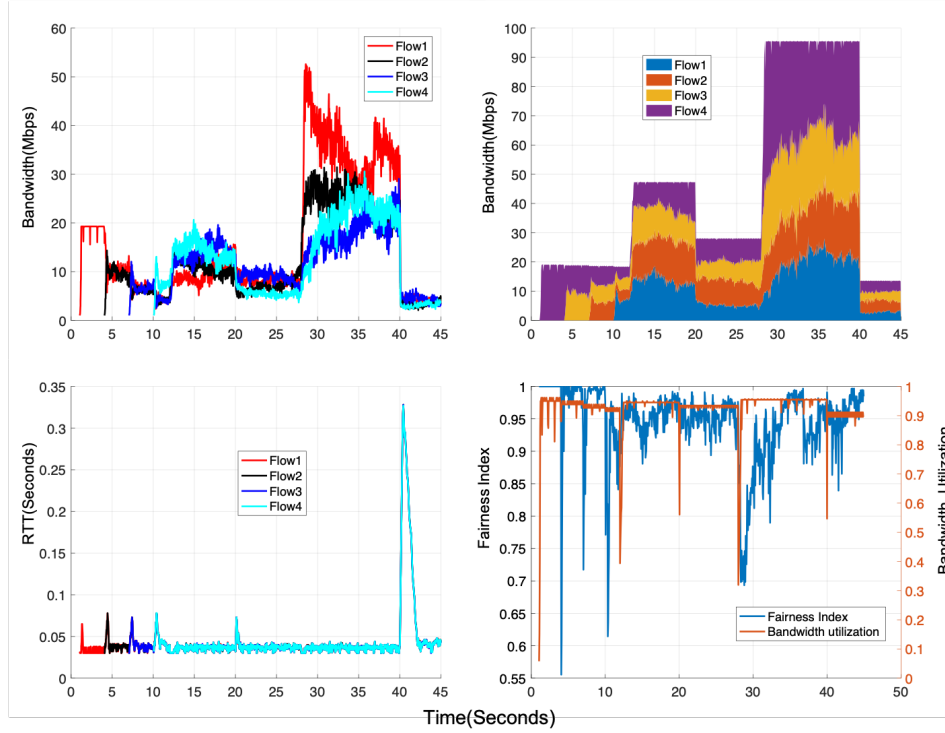 60
50
40
30
20
10
0
Bandwidth(Mbps)
Flow1
Flow2
Flow3
Flow4
0 5 10 15 20 25 30 35 40 45
100
90
80
70
60
50
40
30
20
10
0
Bandwidth(Mbps)
Flow1
Flow2
Flow3
Flow4
0 5 10 15 20 25 30 35 40 45
0.35
0.3
0.25
0.2
0.15
0.1
0.05
0
RTT(Seconds)
Flow1
Flow2
Flow3
Flow4
0 5 10 15 20 25 30 35 40 45
1
0.95
0.9
0.85
0.8
0.75
0.7
0.65
0.6
0.55
Fairness Index
Fairness Index
Bandwidth utilization
0 10 20 30 40 50
1
0.9
0.8
0.7
0.6
0.5
0.4
0.3
0.2
0.1
0
Bandwidth Utilization
Time(Seconds)